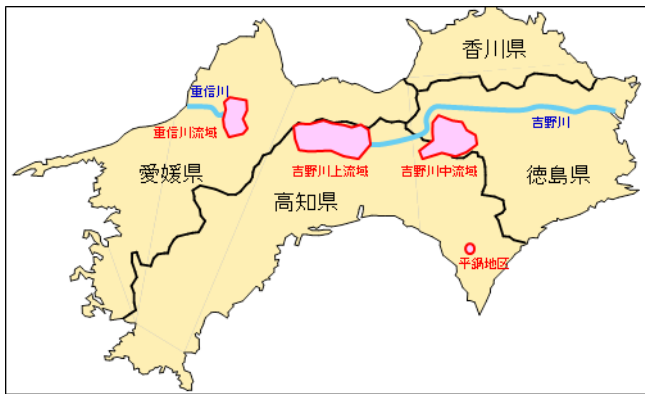 香川県
重信川
吉野川
重信川流域
愛媛県
吉野川上流域
吉野川中流域
徳島県
高知県
平鍋地区